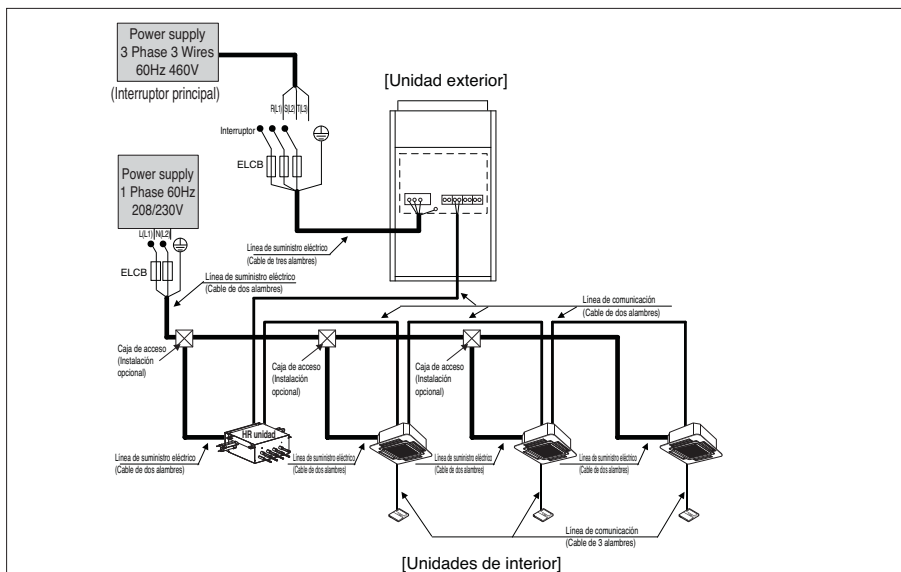 Power supply
3 Phase 3 Wires
60Hz 460V
(Interruptor principal)
[Unidad exterior]
R(L1) S(L2) T(L3)
Interruptor
ELCB
Power supply
1 Phase 60Hz
208/230V
L(L1) N(L2)
ELCB
Línea de suministro eléctrico
(Cable de tres alambres)
Línea de suministro eléctrico
(Cable de dos alambres)
Línea de comunicación
(Cable de dos alambres)
Caja de acceso
(Instalación
opcional)
Caja de acceso
(Instalación
opcional)
Caja de acceso
(Instalación
opcional)
HR unidad
Línea de suministro eléctrico
(Cable de dos alambres)
Línea de suministro eléctrico
(Cable de dos alambres)
Línea de suministro eléctrico
(Cable de dos alambres)
Línea de suministro eléctrico
(Cable de dos alambres)
Línea de comunicación
(Cable de 3 alambres)
[Unidades de interior]